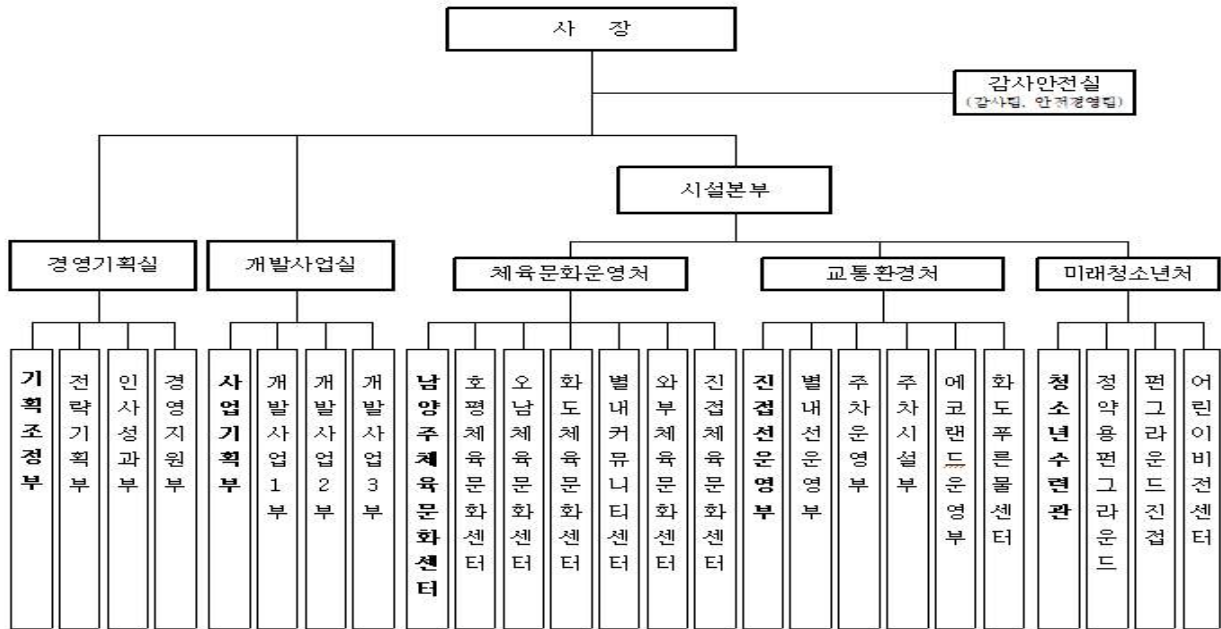 사 장
감사안전실
(감사팀, 안전경영팀)
시설본부
경영기획실
개발사업실
체육문화운영처
교통환경처
미래청소년처
기획조정부
전략기획부
인사성과부
경영지원부
사업기획부
개발사업1부
개발사업2부
개발사업3부
남양주체육문화센터
호평체육문화센터
오남체육문화센터
화도체육문화센터
별내커뮤니티센터
와부체육문화센터
진접체육문화센터
진접선운영부
별내선운영부
주차운영부
주차시설부
에코랜드운영부
화도푸른물센터
청소년수련관
정약용펀그라운드
펀그라운드진접
어린이비전센터